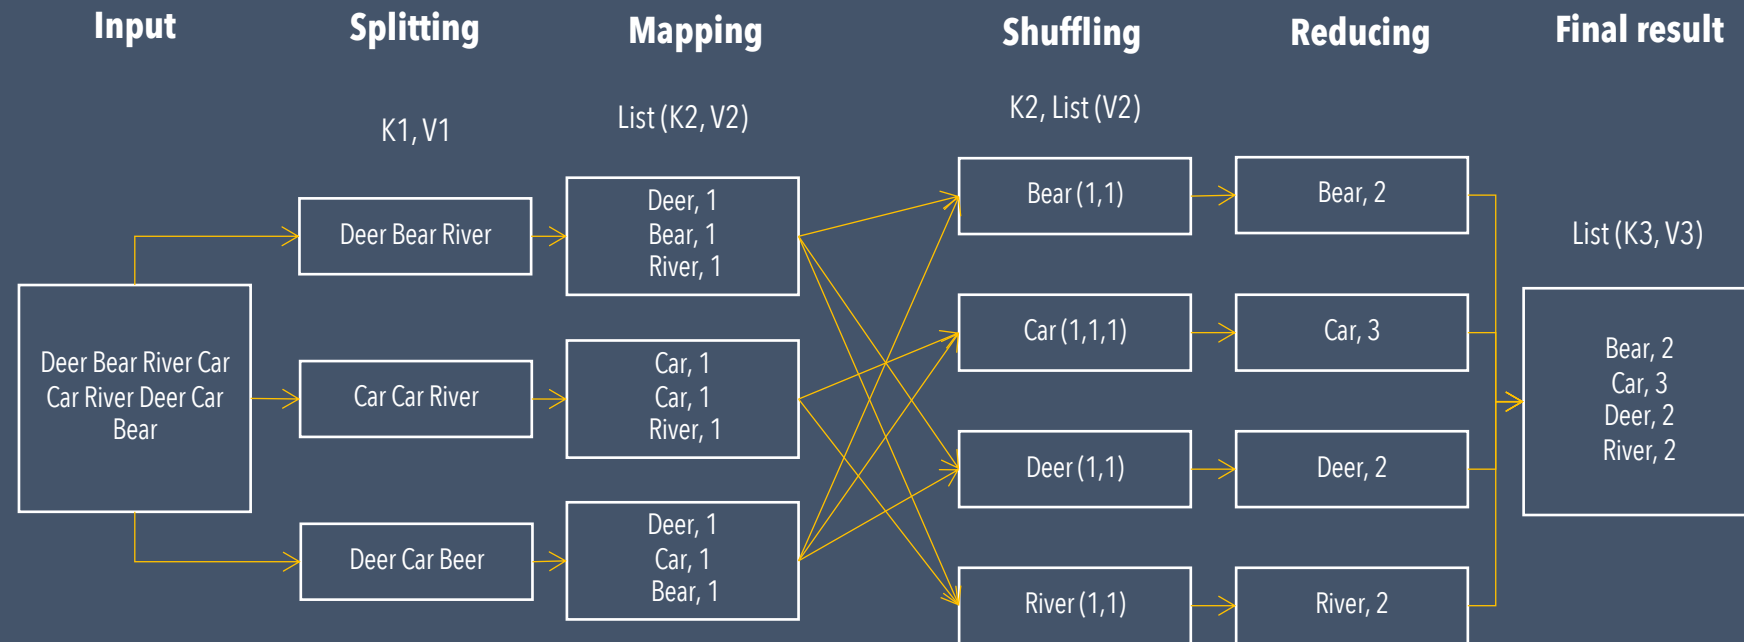 Input
Splitting
Mapping
Shuffling
Reducing
Final result
K1, V1
List (K2, V2)
K2, List (V2)
List (K3, V3)
Deer Bear River Car
Car River Deer Car
Bear
Deer Bear River
Car Car River
Deer Car Beer
Deer, 1
Bear, 1
River, 1
Car, 1
Car, 1
River, 1
Deer, 1
Car, 1
Bear, 1
Bear (1,1)
Car (1,1,1)
Deer (1,1)
River (1,1)
Bear, 2
Car, 3
Deer, 2
River, 2
Bear, 2
Car, 3
Deer, 2
River, 2